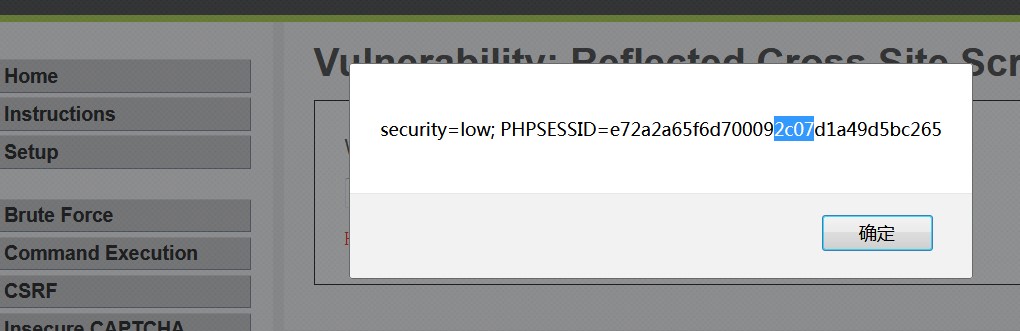 Vulnerability: Reflected Cross Site Scr
Home
Instructions
Setup
Brute Force
Command Execution
CSRF
Insecure CAPTCHA
security=low; PHPSESSID=e72a2a65f6d700092c07d1a49d5bc265
确定